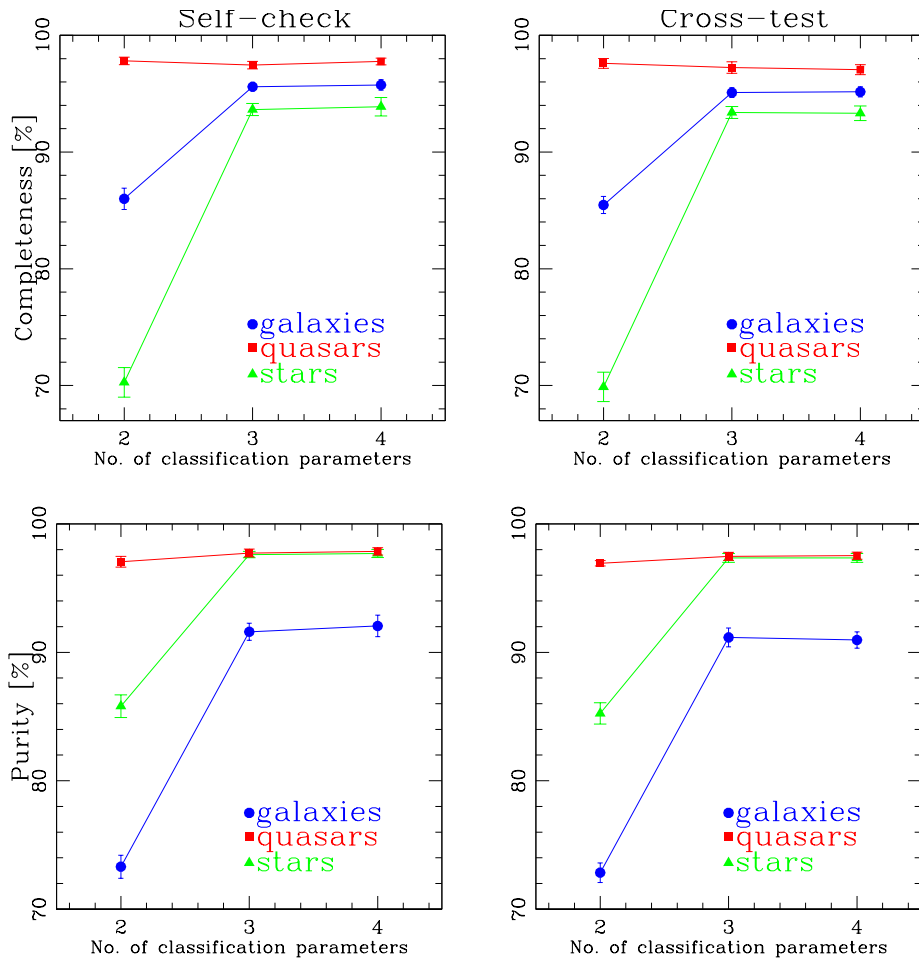 Self-check
Cross-test
100
90
80
70
Completeness [%]
galaxies
quasars
stars
2 3 4
No. of classification parameters
100
90
80
70
galaxies
quasars
stars
2 3 4
No. of classification parameters
100
90
80
70
Purity [%]
galaxies
quasars
stars
2 3 4
No. of classification parameters
100
90
80
70
galaxies
quasars
stars
2 3 4
No. of classification parameters